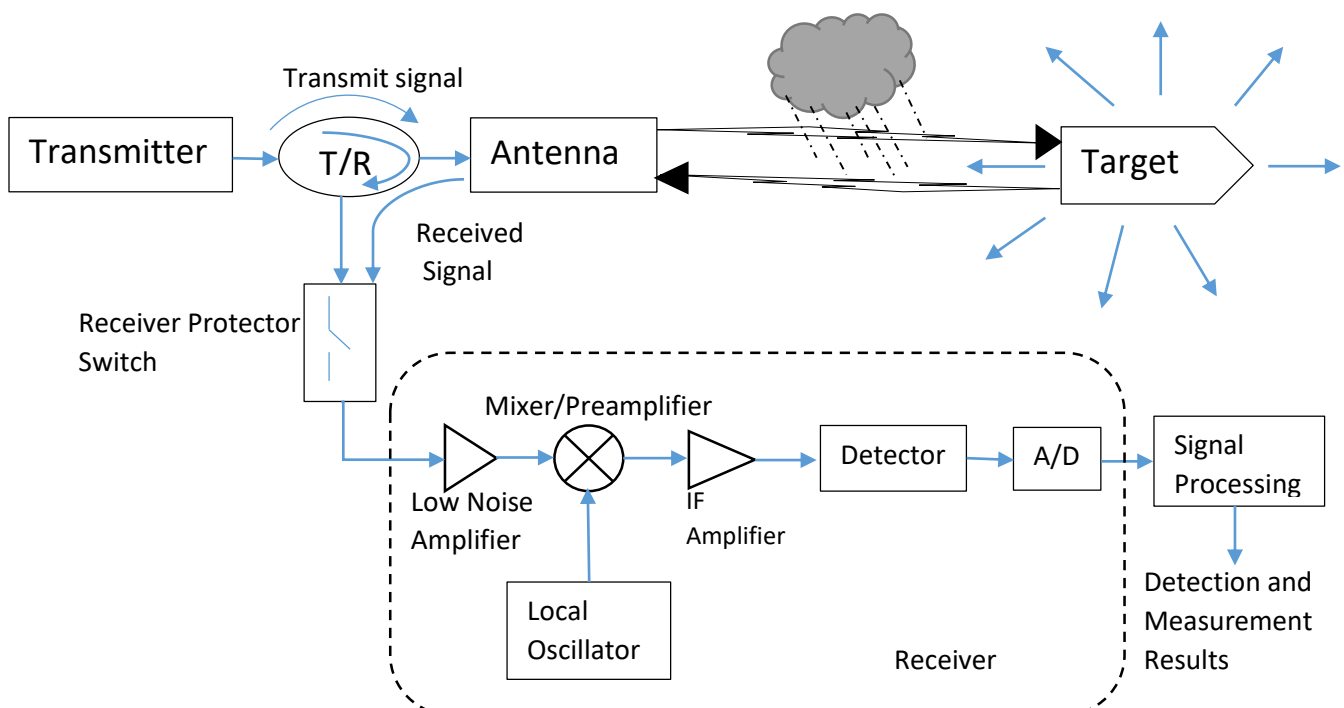 Transmit signal
Transmitter
T/R
Antenna
Target
Received
Signal
Receiver Protector
Switch
Mixer/Preamplifier
Low Noise
Amplifier
IF
Amplifier
Detector
A/D
Signal
Processing
Local
Oscillator
Receiver
Detection and
Measurement
Results